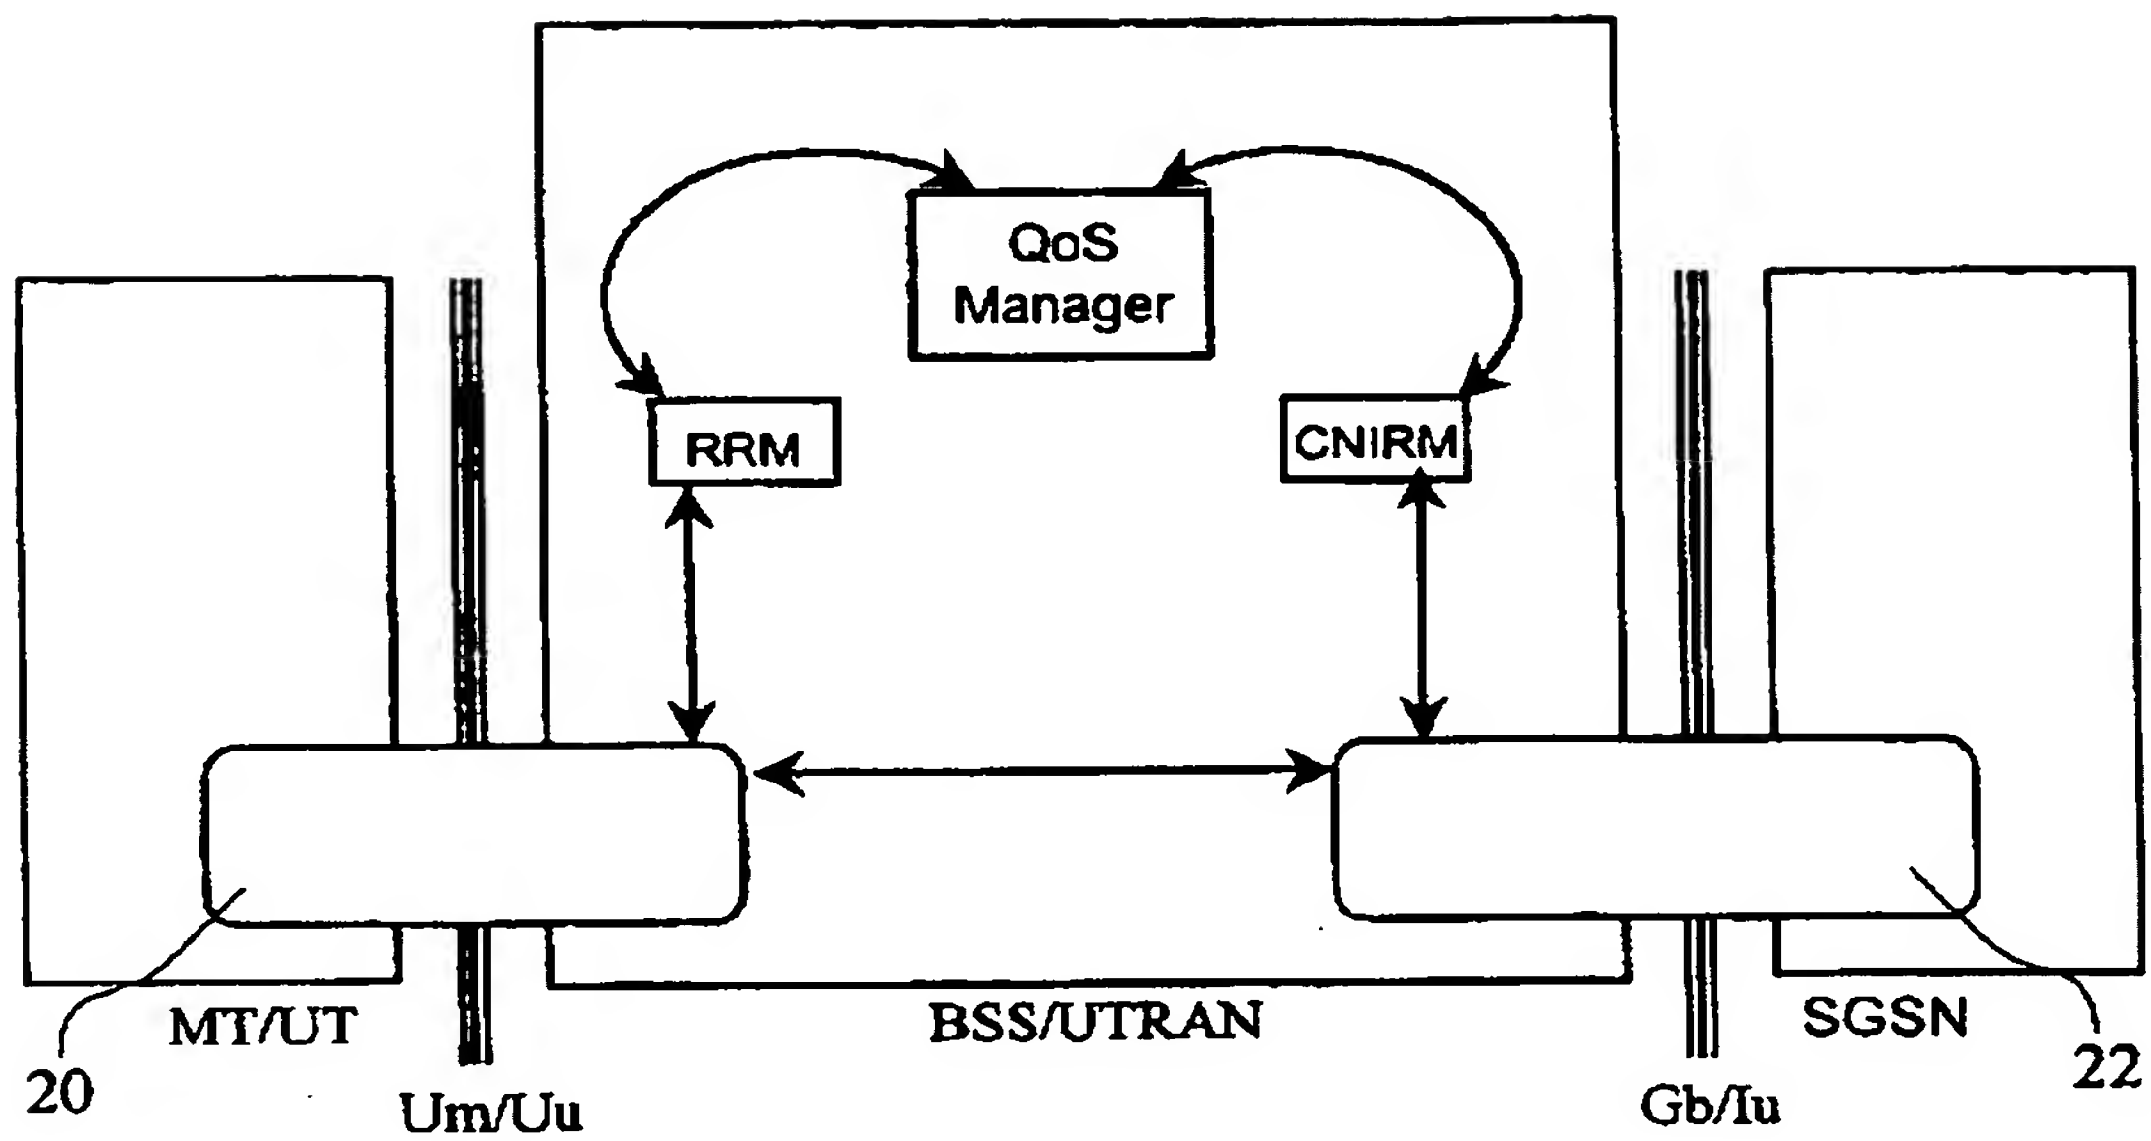 QoS
Manager
RRM
CNIRM
MT/UT
BSS/UTRAN
SGSN
20
22
Um/Uu
Gb/Iu